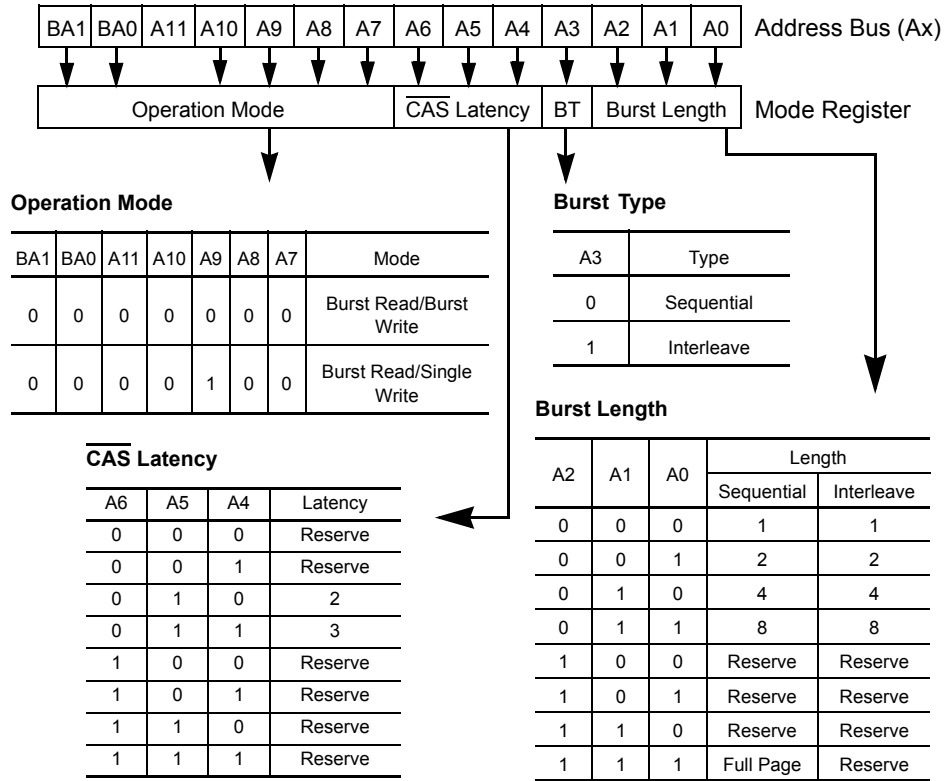 BA1 BA0 A11 A10 A9 A8 A7 A6 A5 A4 A3 A2 A1 A0 Address Bus (Ax)
Operation Mode CAS Latency BT Burst Length Mode Register
Operation Mode
BA1 BA0 A11 A10 A9 A8 A7 Mode
0 0 0 0 0 0 0 Burst Read/Burst
Write
0 0 0 0 1 0 0 Burst Read/Single
Write
Burst Type
A3 Type
0 Sequential
1 Interleave
CAS Latency
A6 A5 A4 Latency
0 0 0 Reserve
0 0 1 Reserve
0 1 0 2
0 1 1 3
1 0 0 Reserve
1 0 1 Reserve
1 1 0 Reserve
1 1 1 Reserve
Burst Length
A2 A1 A0 Length
Sequential Interleave
0 0 0 1 1
0 0 1 2 2
0 1 0 4 4
0 1 1 8 8
1 0 0 Reserve Reserve
1 0 1 Reserve Reserve
1 1 0 Reserve Reserve
1 1 1 Full Page Reserve